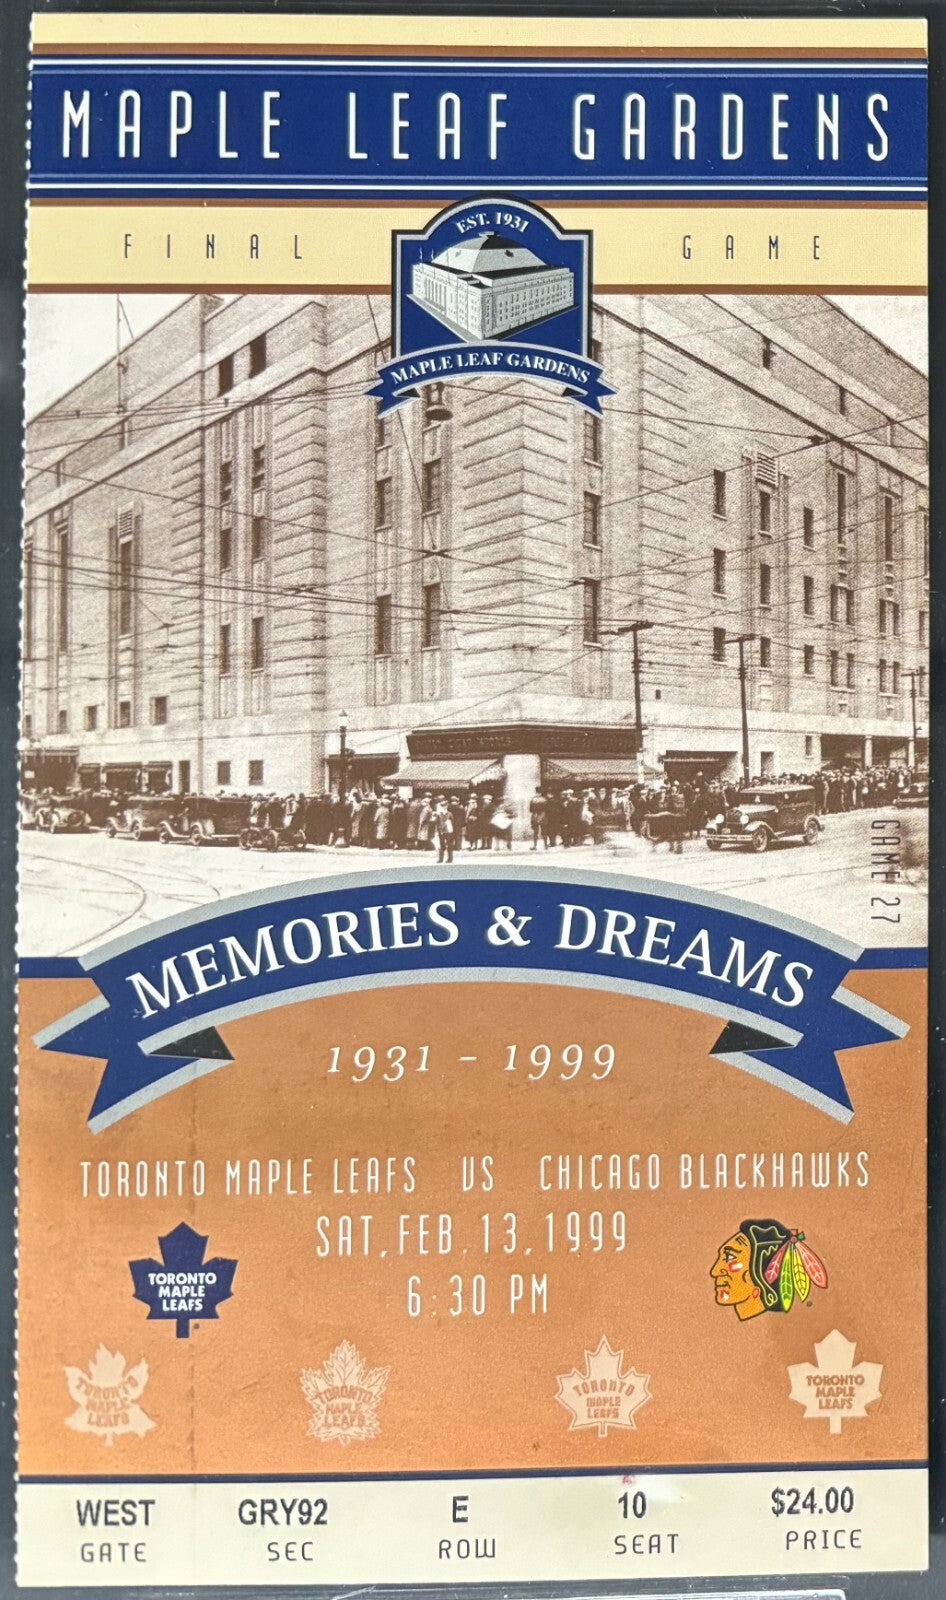 MAPLE LEAF GARDENS
FINAL GAME
EST. 1931
MAPLE LEAF GARDENS
GAME 27
MEMORIES & DREAMS
1931 - 1999
TORONTO MAPLE LEAFS VS CHICAGO BLACKHAWKS
SAT, FEB. 13, 1999
6:30 PM
TORONTO
MAPLE
LEAFS
TORONTO
MAPLE
LEAFS
TORONTO
MAPLE
LEAFS
TORONTO
MAPLE
LEAFS
TORONTO
MAPLE
LEAFS
WEST GRY92 E 10 $24.00
GATE SEC ROW SEAT PRICE